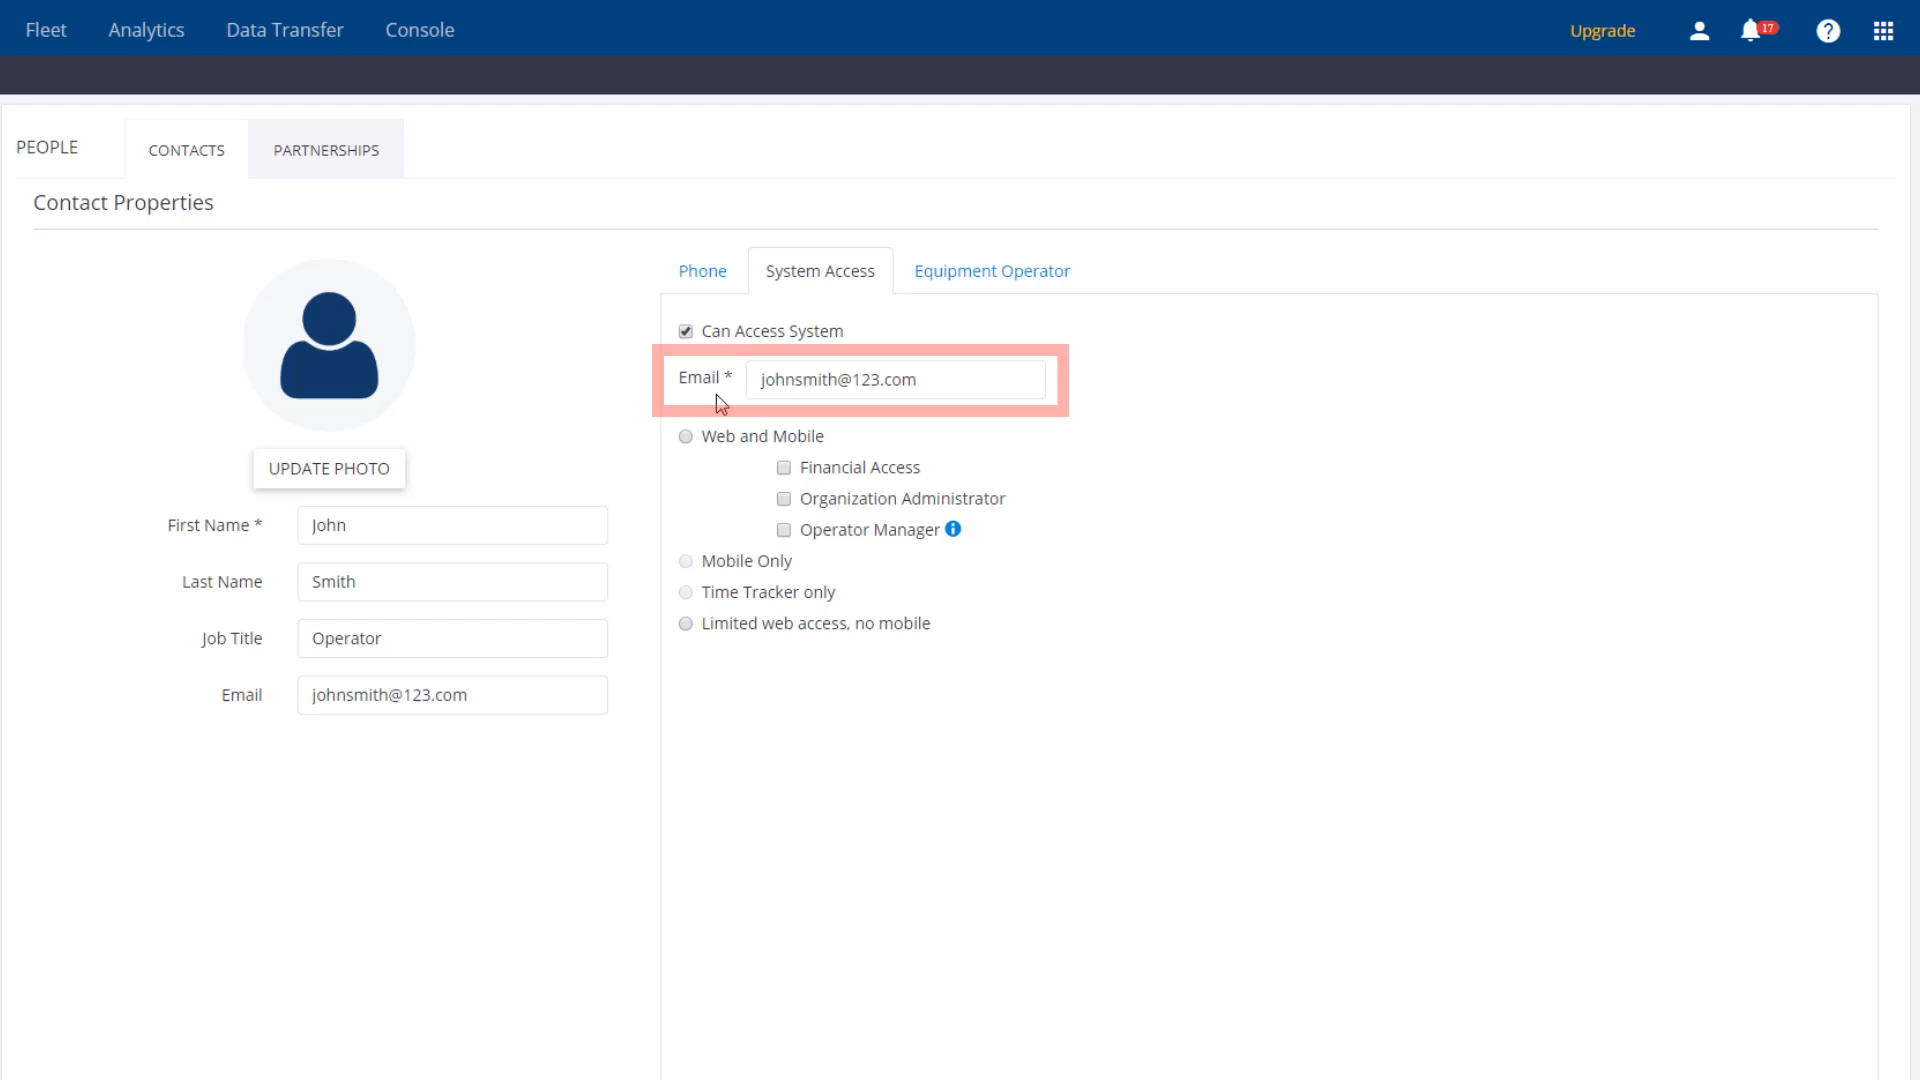 Fleet Analytics Data Transfer Console Upgrade 17 ?
PEOPLE CONTACTS PARTNERSHIPS
Contact Properties
Phone System Access Equipment Operator
Can Access System
Email * johnsmith@123.com
Web and Mobile
Financial Access
Organization Administrator
Operator Manager i
Mobile Only
Time Tracker only
Limited web access, no mobile
UPDATE PHOTO
First Name * John
Last Name Smith
Job Title Operator
Email johnsmith@123.com